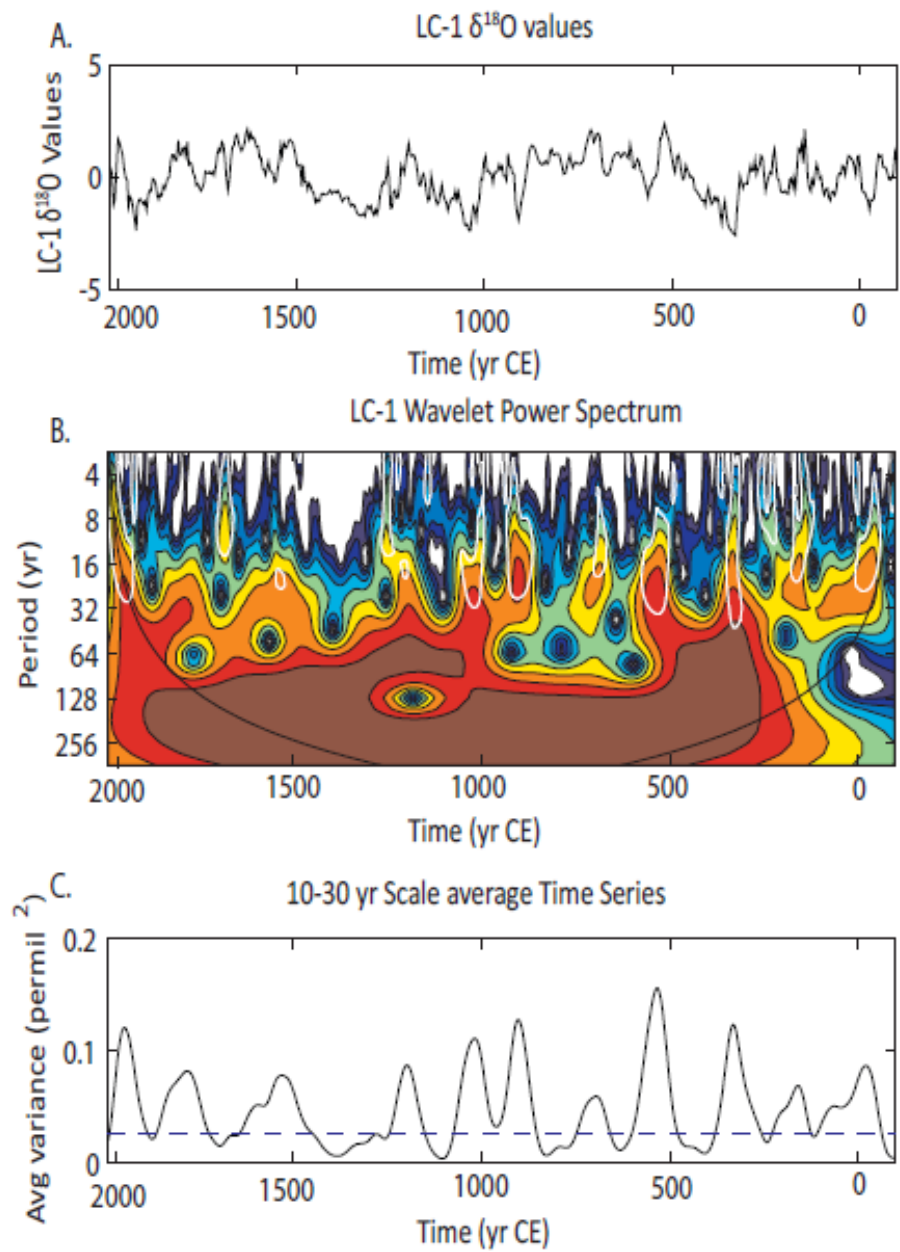 A.
LC-1 δ¹⁸O values
LC-1 δ¹⁸O Values
5
0
-5
2000 1500 1000 500 0
Time (yr CE)
B.
LC-1 Wavelet Power Spectrum
Period (yr)
4
8
16
32
64
128
256
2000 1500 1000 500 0
Time (yr CE)
C.
10-30 yr Scale average Time Series
Avg variance (permil ²)
0.2
0.1
0
2000 1500 1000 500 0
Time (yr CE)